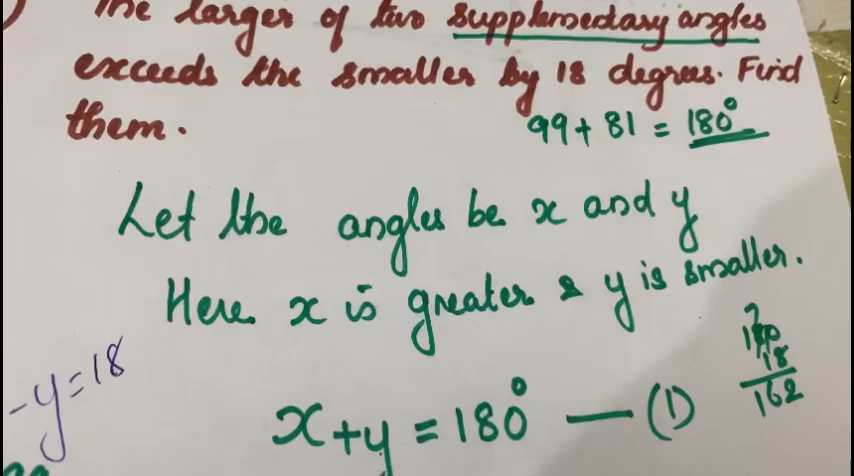 The larger of two supplementary angles
exceeds the smaller by 18 degrees. Find
them.
99 + 81 = 180°
Let the angles be x and y
Here x is greater & y is smaller.
-y = 18
x + y = 180° — (1)
180
18
162